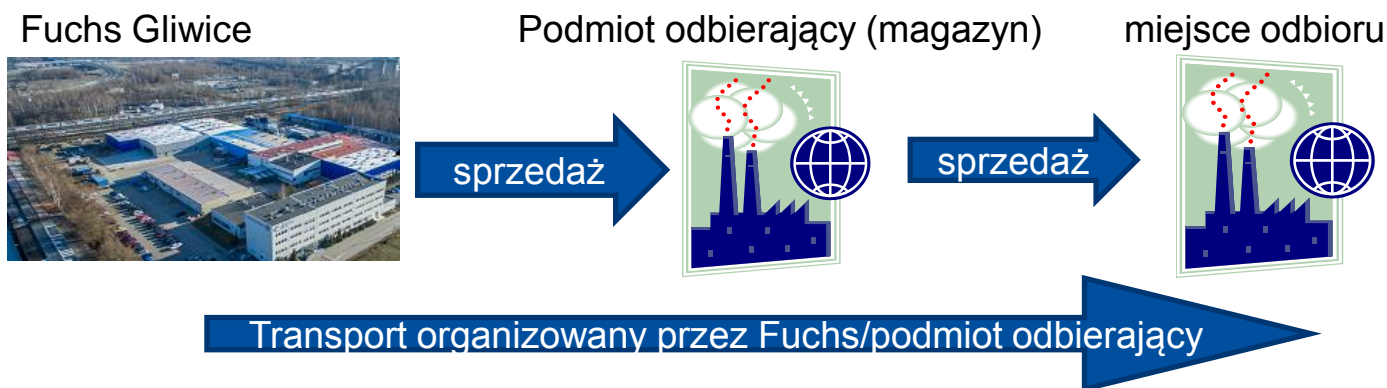 Fuchs Gliwice
Podmiot odbierający (magazyn)
miejsce odbioru
sprzedaż
sprzedaż
Transport organizowany przez Fuchs/podmiot odbierający